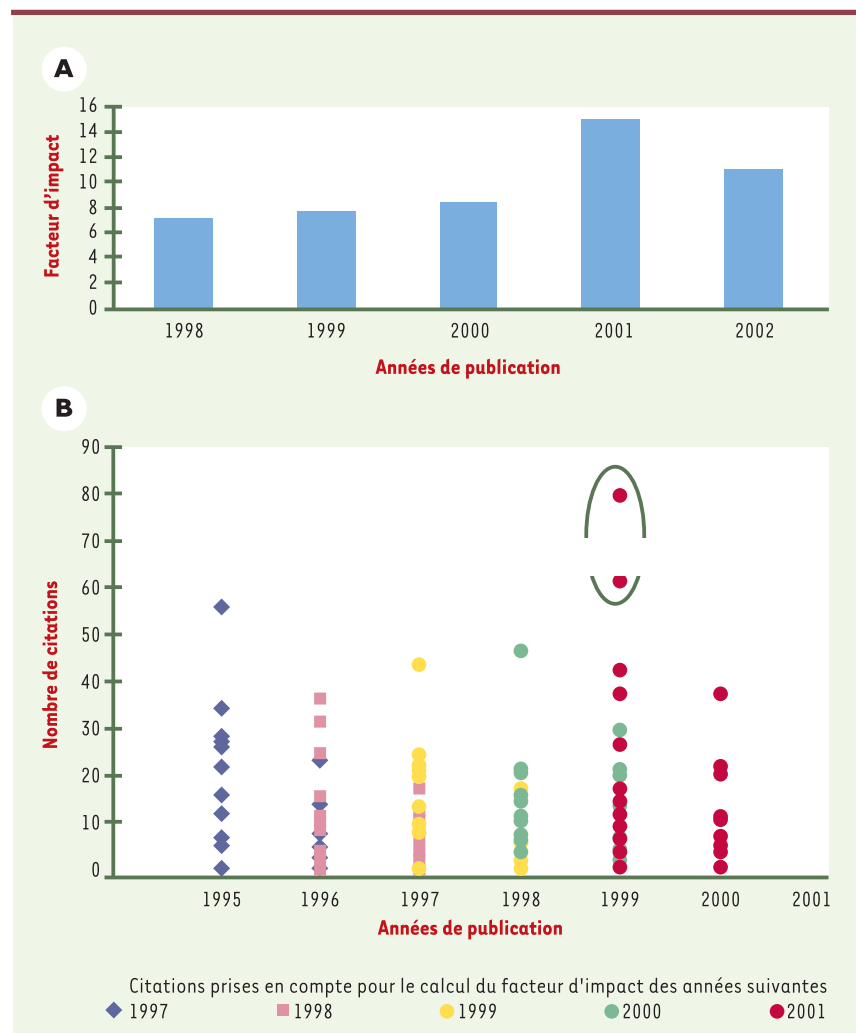 A
Facteur d'impact
16
14
12
10
8
6
4
2
0
1998 1999 2000 2001 2002
Années de publication
B
Nombre de citations
90
80
70
60
50
40
30
20
10
0
1995 1996 1997 1998 1999 2000 2001
Années de publication
Citations prises en compte pour le calcul du facteur d'impact des années suivantes
1997 1998 1999 2000 2001